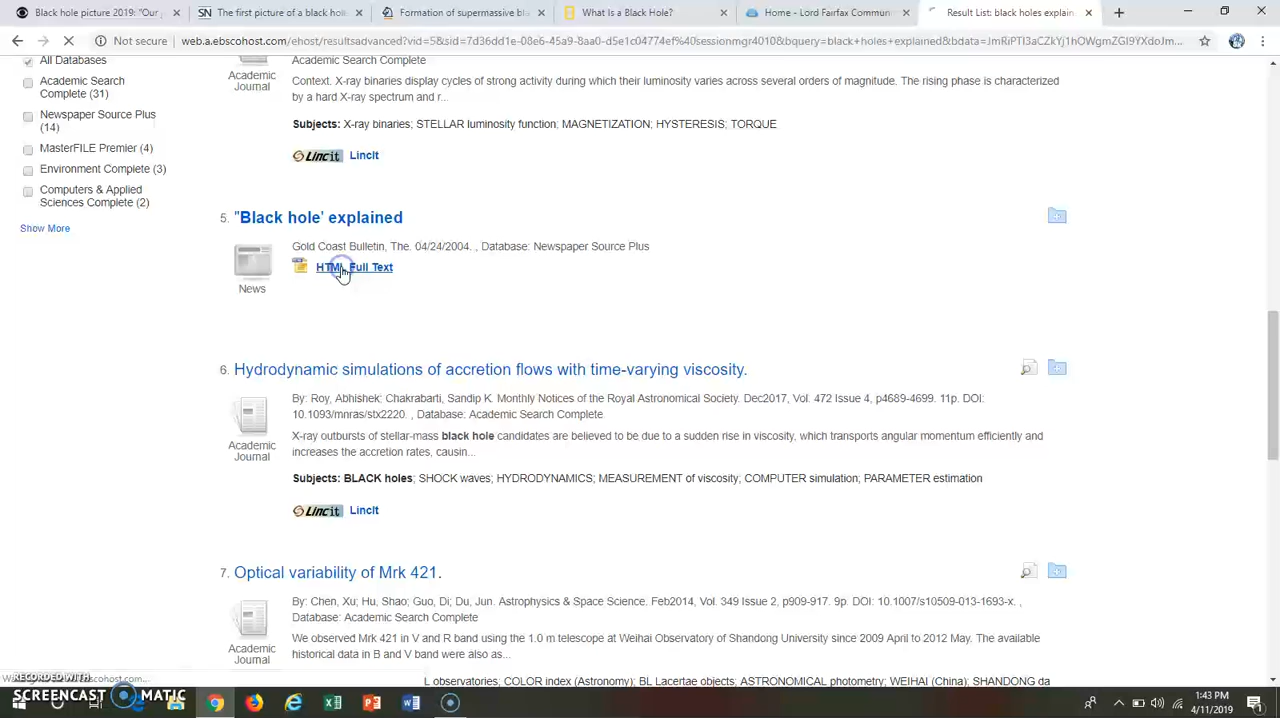 Black hole picture 2019: "Our
The first picture of a black hole
Formation of supermassive bla
What Is a Black Hole?
Home - Lord Fairfax Communi
Result List: black holes explain
Not secure
web.a.ebscohost.com/ehost/resultsadvanced?vid=5&sid=7d36dd1e-08e6-45a9-8aa0-d5e1c04774ef%40sessionmgr4010&bquery=black+holes+explained&bdata=
All Databases
Academic Search
Complete (31)
Newspaper Source Plus
(14)
MasterFILE Premier (4)
Environment Complete (3)
Computers & Applied
Sciences Complete (2)
Show More
Academic Search Complete
Academic
Journal
Context. X-ray binaries display cycles of strong activity during which their luminosity varies across several orders of magnitude. The rising phase is characterized
by a hard X-ray spectrum and r...
Subjects: X-ray binaries; STELLAR luminosity function; MAGNETIZATION; HYSTERESIS; TORQUE
Lincit LincIt
5. "Black hole' explained
Gold Coast Bulletin, The. 04/24/2004. , Database: Newspaper Source Plus
HTML Full Text
News
6. Hydrodynamic simulations of accretion flows with time-varying viscosity.
By: Roy, Abhishek; Chakrabarti, Sandip K. Monthly Notices of the Royal Astronomical Society. Dec2017, Vol. 472 Issue 4, p4689-4699. 11p. DOI:
10.1093/mnras/stx2220. , Database: Academic Search Complete
Academic
Journal
X-ray outbursts of stellar-mass black hole candidates are believed to be due to a sudden rise in viscosity, which transports angular momentum efficiently and
increases the accretion rates, causin...
Subjects: BLACK holes; SHOCK waves; HYDRODYNAMICS; MEASUREMENT of viscosity; COMPUTER simulation; PARAMETER estimation
Lincit LincIt
7. Optical variability of Mrk 421.
By: Chen, Xu; Hu, Shao; Guo, Di; Du, Jun. Astrophysics & Space Science. Feb2014, Vol. 349 Issue 2, p909-917. 9p. DOI: 10.1007/s10509-013-1693-x. ,
Database: Academic Search Complete
Academic
Journal
We observed Mrk 421 in V and R band using the 1.0 m telescope at Weihai Observatory of Shandong University since 2009 April to 2012 May. The available
historical data in B and V band were also as...
L observatories; COLOR index (Astronomy); BL Lacertae objects; ASTRONOMICAL photometry; WEIHAI (China); SHANDONG da
RECORDED WITH
SCREENCAST MATIC
1:43 PM
4/11/2019